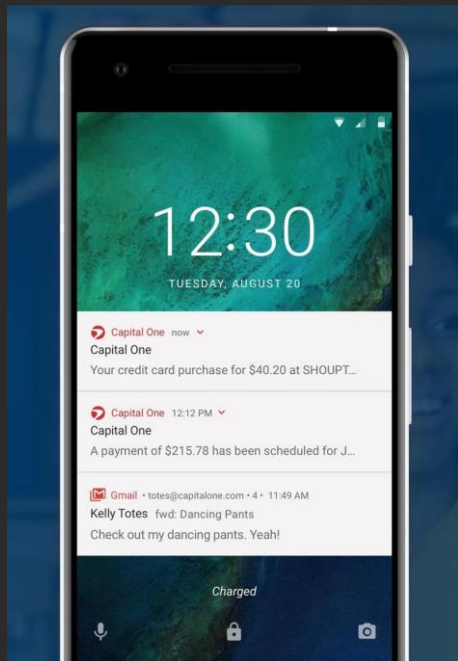 12:30
TUESDAY, AUGUST 20
Capital One now
Capital One
Your credit card purchase for $40.20 at SHOUPT...
Capital One 12:12 PM
Capital One
A payment of $215.78 has been scheduled for J...
Gmail • totes@capitalone.com • 4 • 11:49 AM
Kelly Totes fwd: Dancing Pants
Check out my dancing pants. Yeah!
Charged